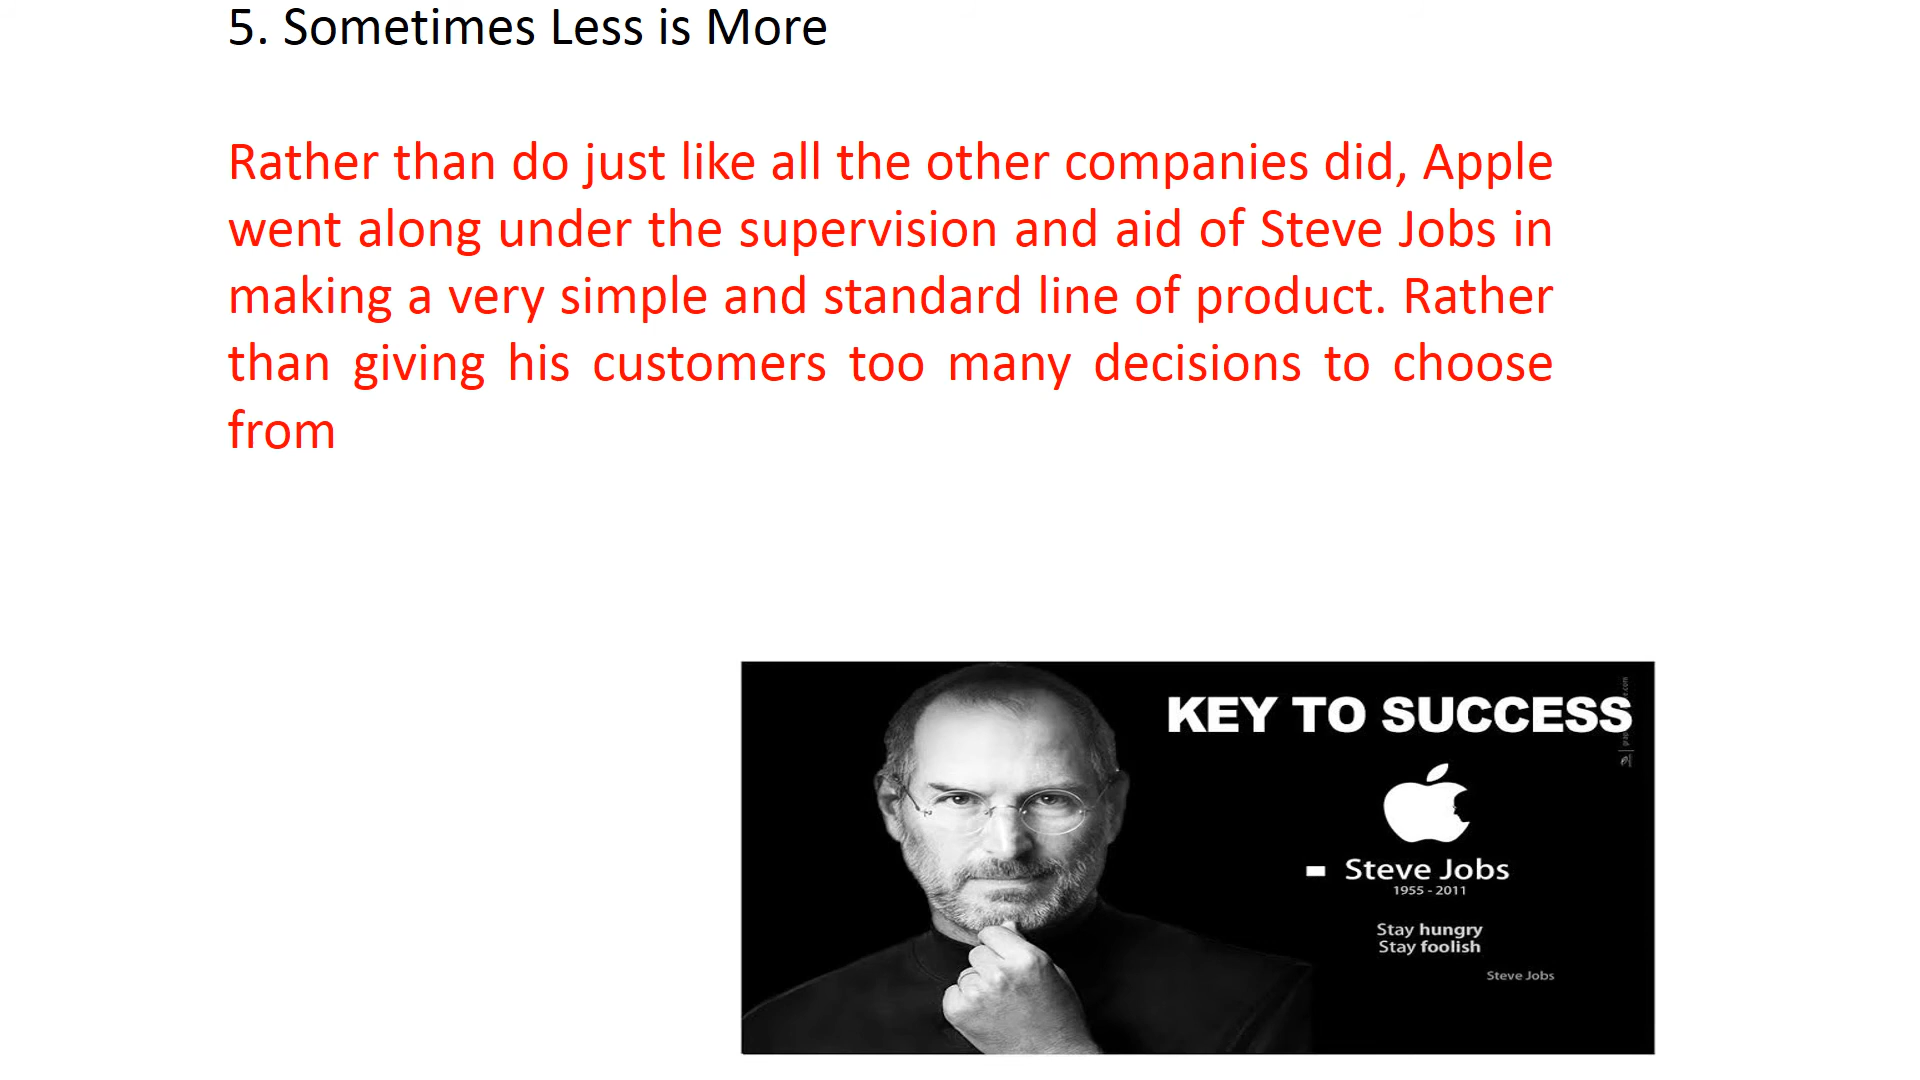 5. Sometimes Less is More
Rather than do just like all the other companies did, Apple
went along under the supervision and aid of Steve Jobs in
making a very simple and standard line of product. Rather
than giving his customers too many decisions to choose
from
KEY TO SUCCESS
- Steve Jobs
1955 - 2011
Stay hungry
Stay foolish
Steve Jobs